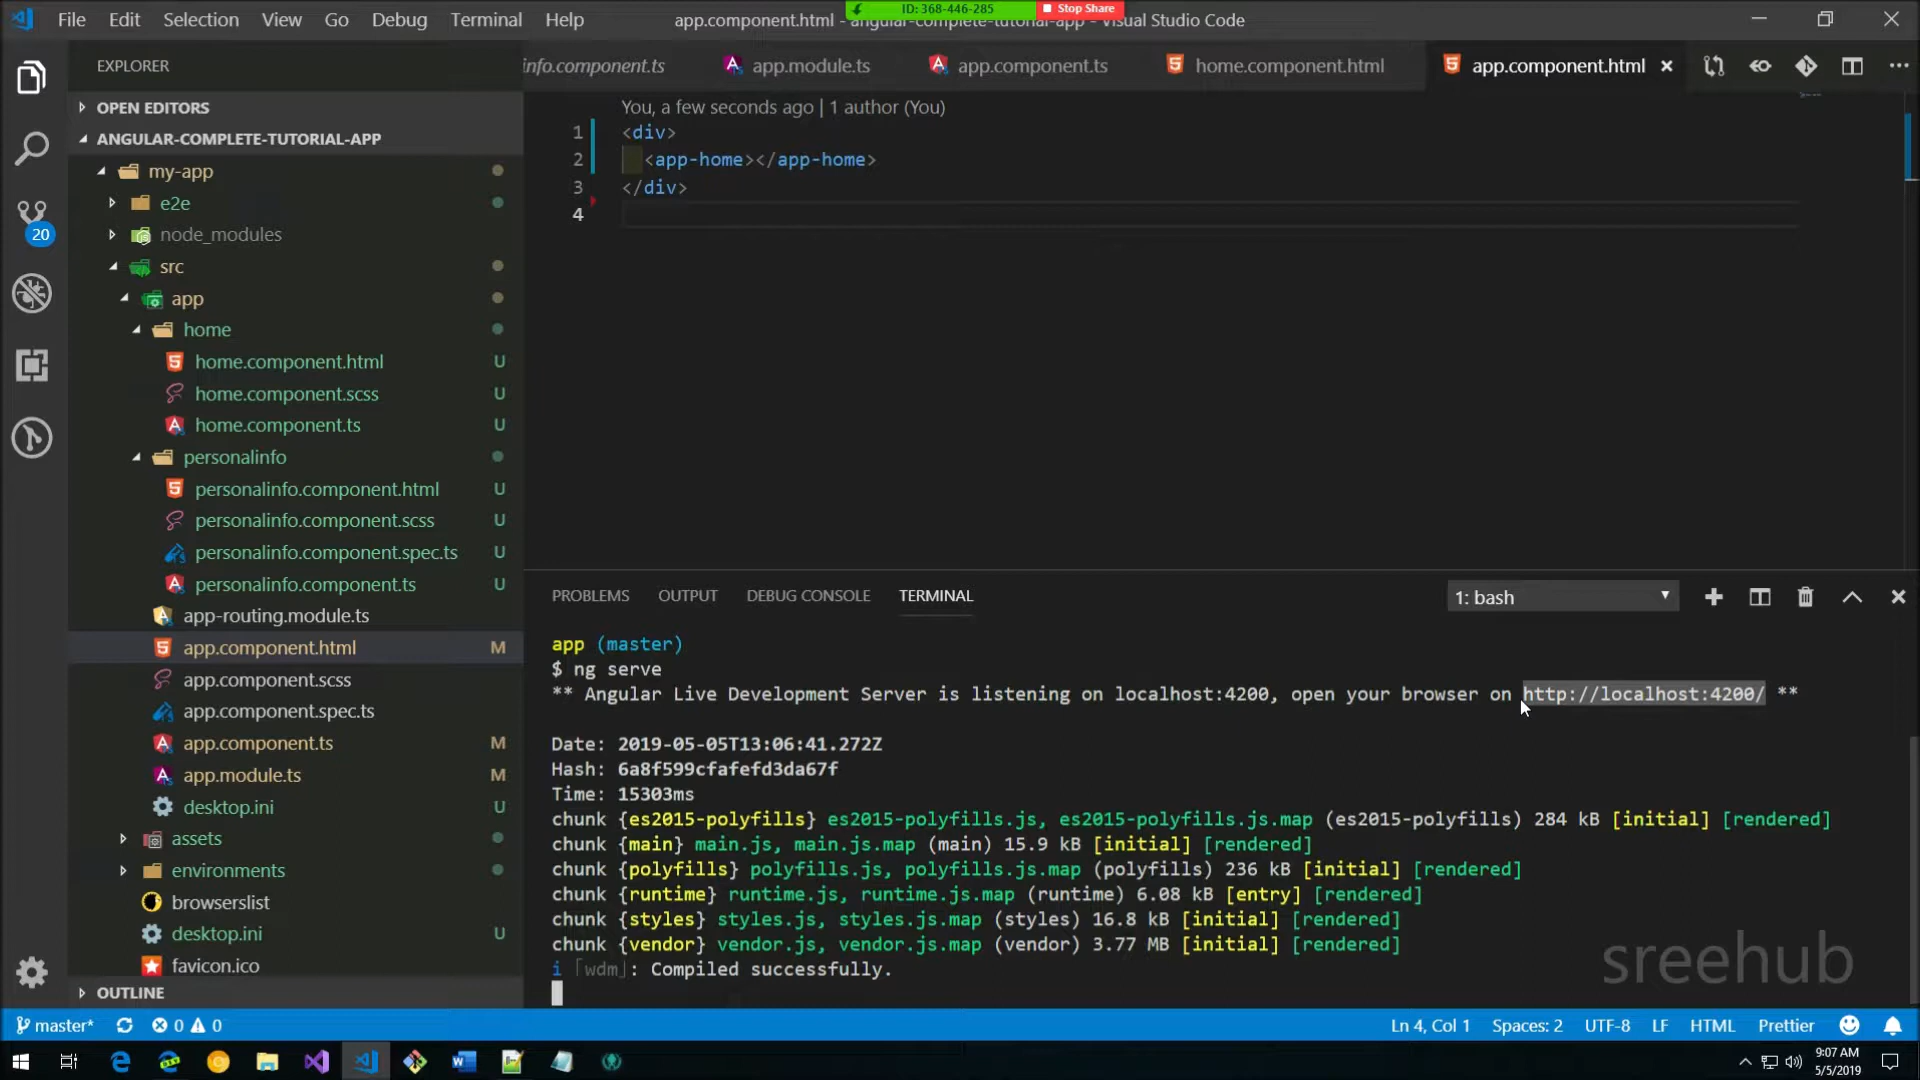 File Edit Selection View Go Debug Terminal Help
app.component.html - angular-complete-tutorial-app - Visual Studio Code
ID: 368-446-285
Stop Share
EXPLORER
info.component.ts
app.module.ts
app.component.ts
home.component.html
app.component.html
OPEN EDITORS
ANGULAR-COMPLETE-TUTORIAL-APP
my-app
e2e
node_modules
src
app
home
home.component.html U
home.component.scss U
home.component.ts U
personalinfo
personalinfo.component.html U
personalinfo.component.scss U
personalinfo.component.spec.ts U
personalinfo.component.ts U
app-routing.module.ts
app.component.html M
app.component.scss
app.component.spec.ts
app.component.ts M
app.module.ts M
desktop.ini U
assets
environments
browserslist
desktop.ini U
favicon.ico
OUTLINE
20
You, a few seconds ago | 1 author (You)
1 <div>
2 <app-home></app-home>
3 </div>
4
PROBLEMS OUTPUT DEBUG CONSOLE TERMINAL
1: bash
app (master)
$ ng serve
** Angular Live Development Server is listening on localhost:4200, open your browser on http://localhost:4200/ **
Date: 2019-05-05T13:06:41.272Z
Hash: 6a8f599cfafefd3da67f
Time: 15303ms
chunk {es2015-polyfills} es2015-polyfills.js, es2015-polyfills.js.map (es2015-polyfills) 284 kB [initial] [rendered]
chunk {main} main.js, main.js.map (main) 15.9 kB [initial] [rendered]
chunk {polyfills} polyfills.js, polyfills.js.map (polyfills) 236 kB [initial] [rendered]
chunk {runtime} runtime.js, runtime.js.map (runtime) 6.08 kB [entry] [rendered]
chunk {styles} styles.js, styles.js.map (styles) 16.8 kB [initial] [rendered]
chunk {vendor} vendor.js, vendor.js.map (vendor) 3.77 MB [initial] [rendered]
i ｢wdm｣: Compiled successfully.
sreehub
master* 0 0
Ln 4, Col 1 Spaces: 2 UTF-8 LF HTML Prettier
9:07 AM
5/5/2019